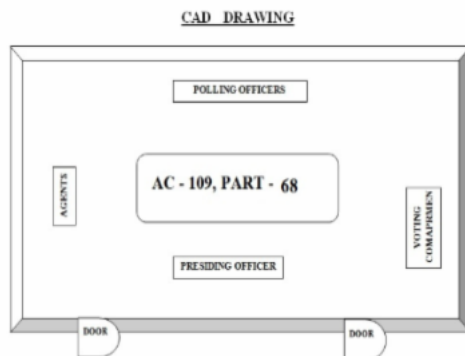 CAD DRAWING
POLLING OFFICERS
AGENTS
AC - 109, PART - 68
VOTING
COMAPRMEN
PRESIDING OFFICER
DOOR
DOOR